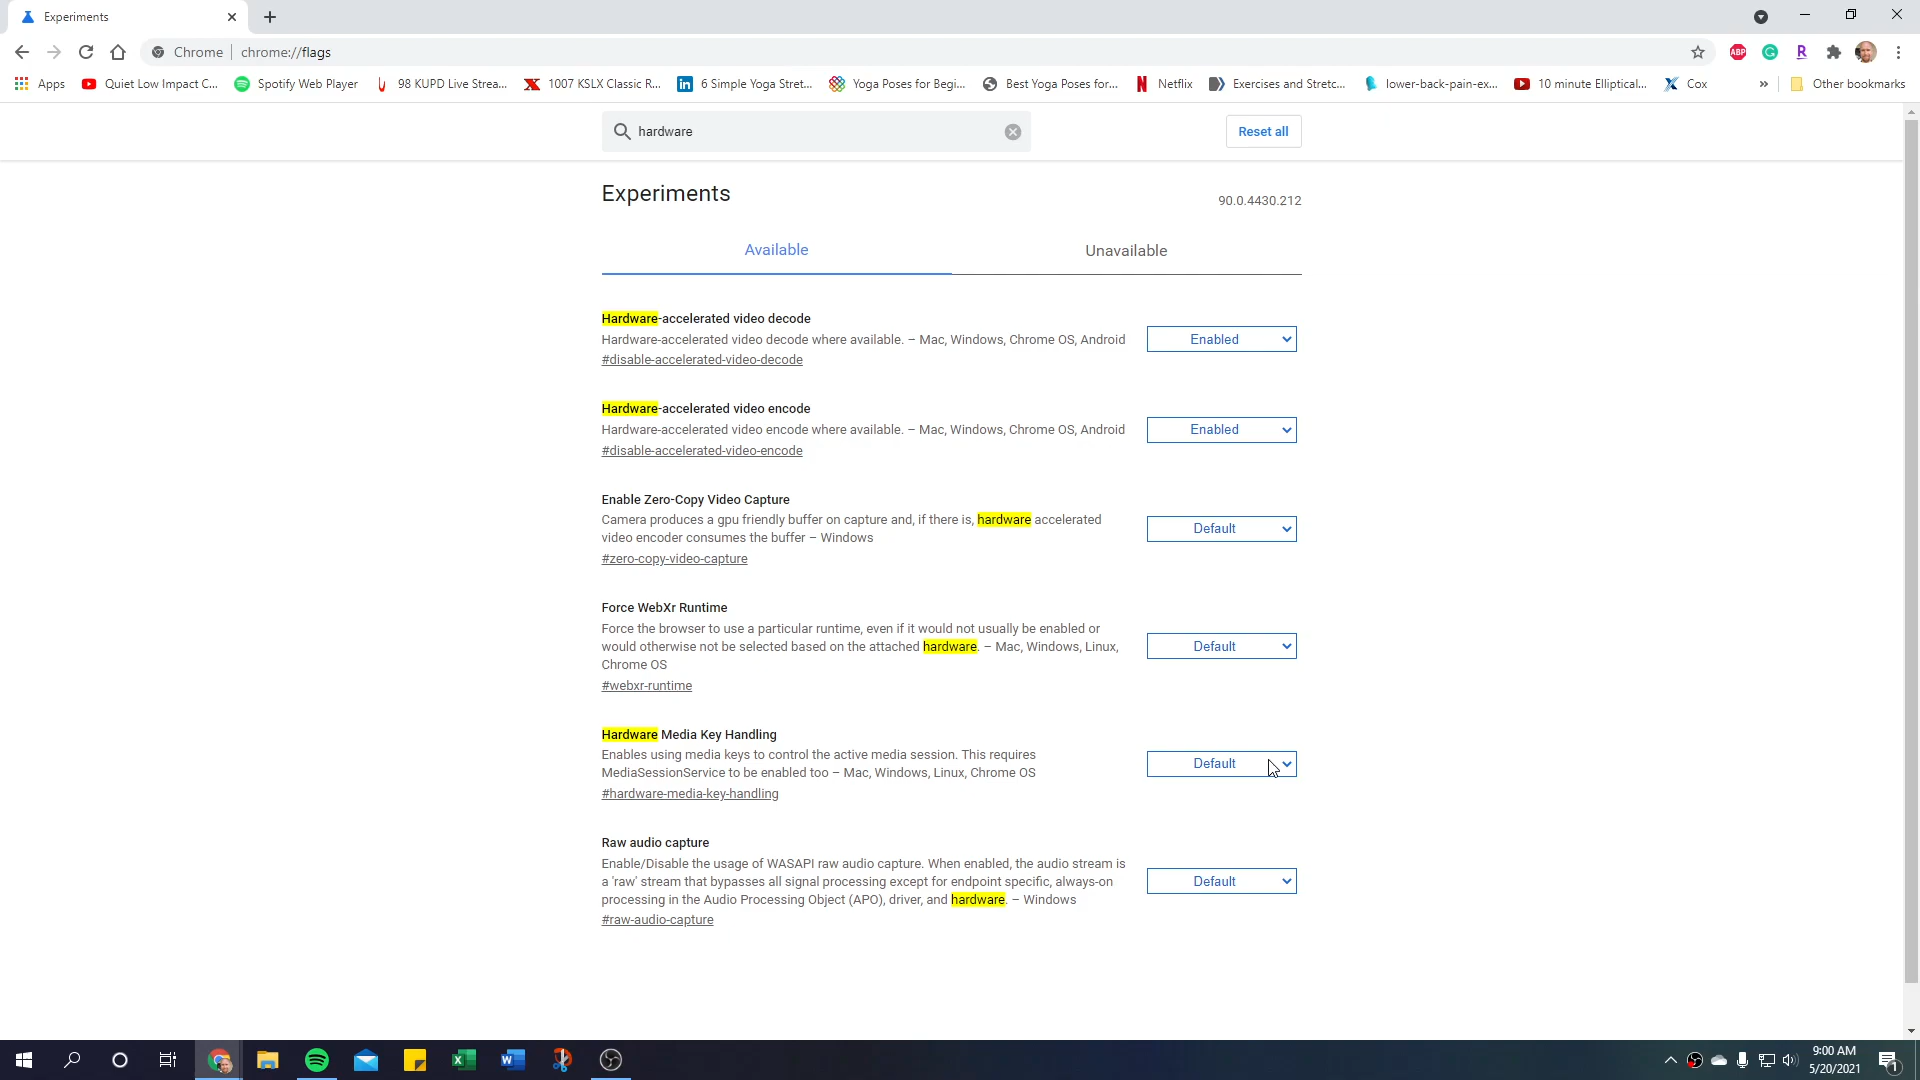 Experiments
Chrome | chrome://flags
ABP
Apps
Quiet Low Impact C...
Spotify Web Player
98 KUPD Live Strea...
1007 KSLX Classic R...
6 Simple Yoga Stret...
Yoga Poses for Begi...
Best Yoga Poses for...
Netflix
Exercises and Stretc...
lower-back-pain-ex...
10 minute Elliptical...
Cox
»
Other bookmarks
hardware
Reset all
Experiments
90.0.4430.212
Available
Unavailable
Hardware-accelerated video decode
Hardware-accelerated video decode where available. – Mac, Windows, Chrome OS, Android
#disable-accelerated-video-decode
Enabled
Hardware-accelerated video encode
Hardware-accelerated video encode where available. – Mac, Windows, Chrome OS, Android
#disable-accelerated-video-encode
Enabled
Enable Zero-Copy Video Capture
Camera produces a gpu friendly buffer on capture and, if there is, hardware accelerated
video encoder consumes the buffer – Windows
#zero-copy-video-capture
Default
Force WebXr Runtime
Force the browser to use a particular runtime, even if it would not usually be enabled or
would otherwise not be selected based on the attached hardware. – Mac, Windows, Linux,
Chrome OS
#webxr-runtime
Default
Hardware Media Key Handling
Enables using media keys to control the active media session. This requires
MediaSessionService to be enabled too – Mac, Windows, Linux, Chrome OS
#hardware-media-key-handling
Default
Raw audio capture
Enable/Disable the usage of WASAPI raw audio capture. When enabled, the audio stream is
a 'raw' stream that bypasses all signal processing except for endpoint specific, always-on
processing in the Audio Processing Object (APO), driver, and hardware. – Windows
#raw-audio-capture
Default
9:00 AM
5/20/2021
1